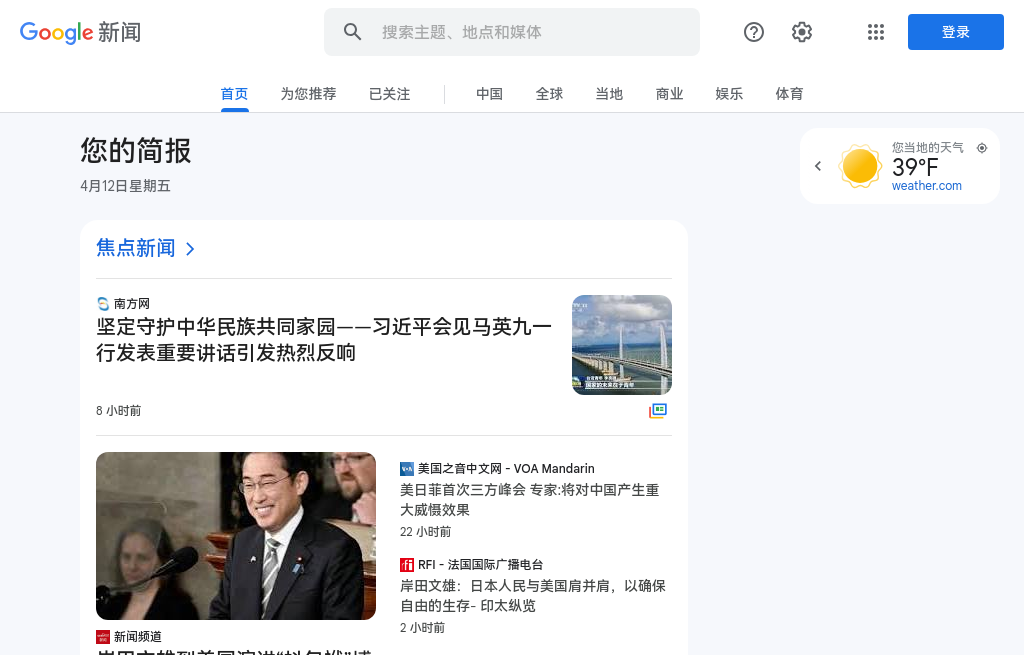 Google 新闻
搜索主题、地点和媒体
登录
首页
为您推荐
已关注
中国
全球
当地
商业
娱乐
体育
您的简报
4月12日星期五
您当地的天气
39°F
weather.com
焦点新闻
南方网
坚定守护中华民族共同家园——习近平会见马英九一
行发表重要讲话引发热烈反响
国家的未来在于青年
8 小时前
美国之音中文网 - VOA Mandarin
美日菲首次三方峰会 专家:将对中国产生重
大威慑效果
22 小时前
RFI - 法国国际广播电台
岸田文雄：日本人民与美国肩并肩，以确保
自由的生存- 印太纵览
2 小时前
新闻频道